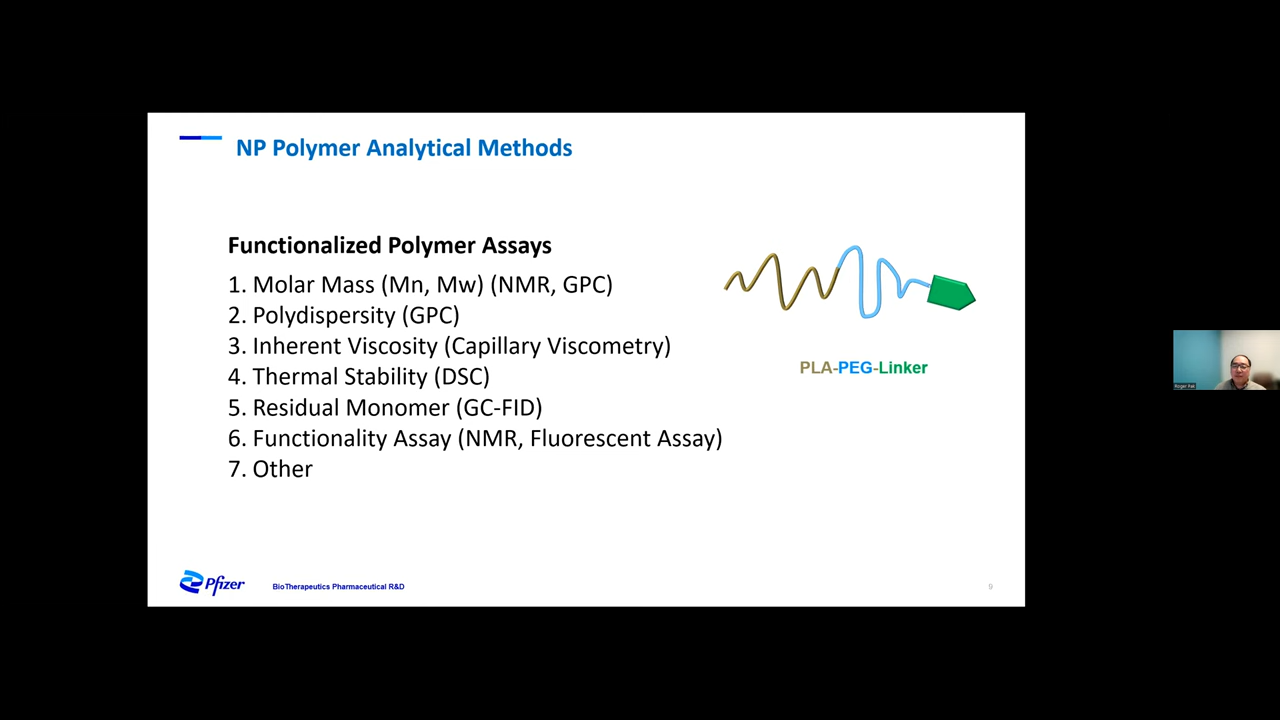 NP Polymer Analytical Methods
Functionalized Polymer Assays
1. Molar Mass (Mn, Mw) (NMR, GPC)
2. Polydispersity (GPC)
3. Inherent Viscosity (Capillary Viscometry)
4. Thermal Stability (DSC)
5. Residual Monomer (GC-FID)
6. Functionality Assay (NMR, Fluorescent Assay)
7. Other
PLA-PEG-Linker
Pfizer
BioTherapeutics Pharmaceutical R&D
9
Roger